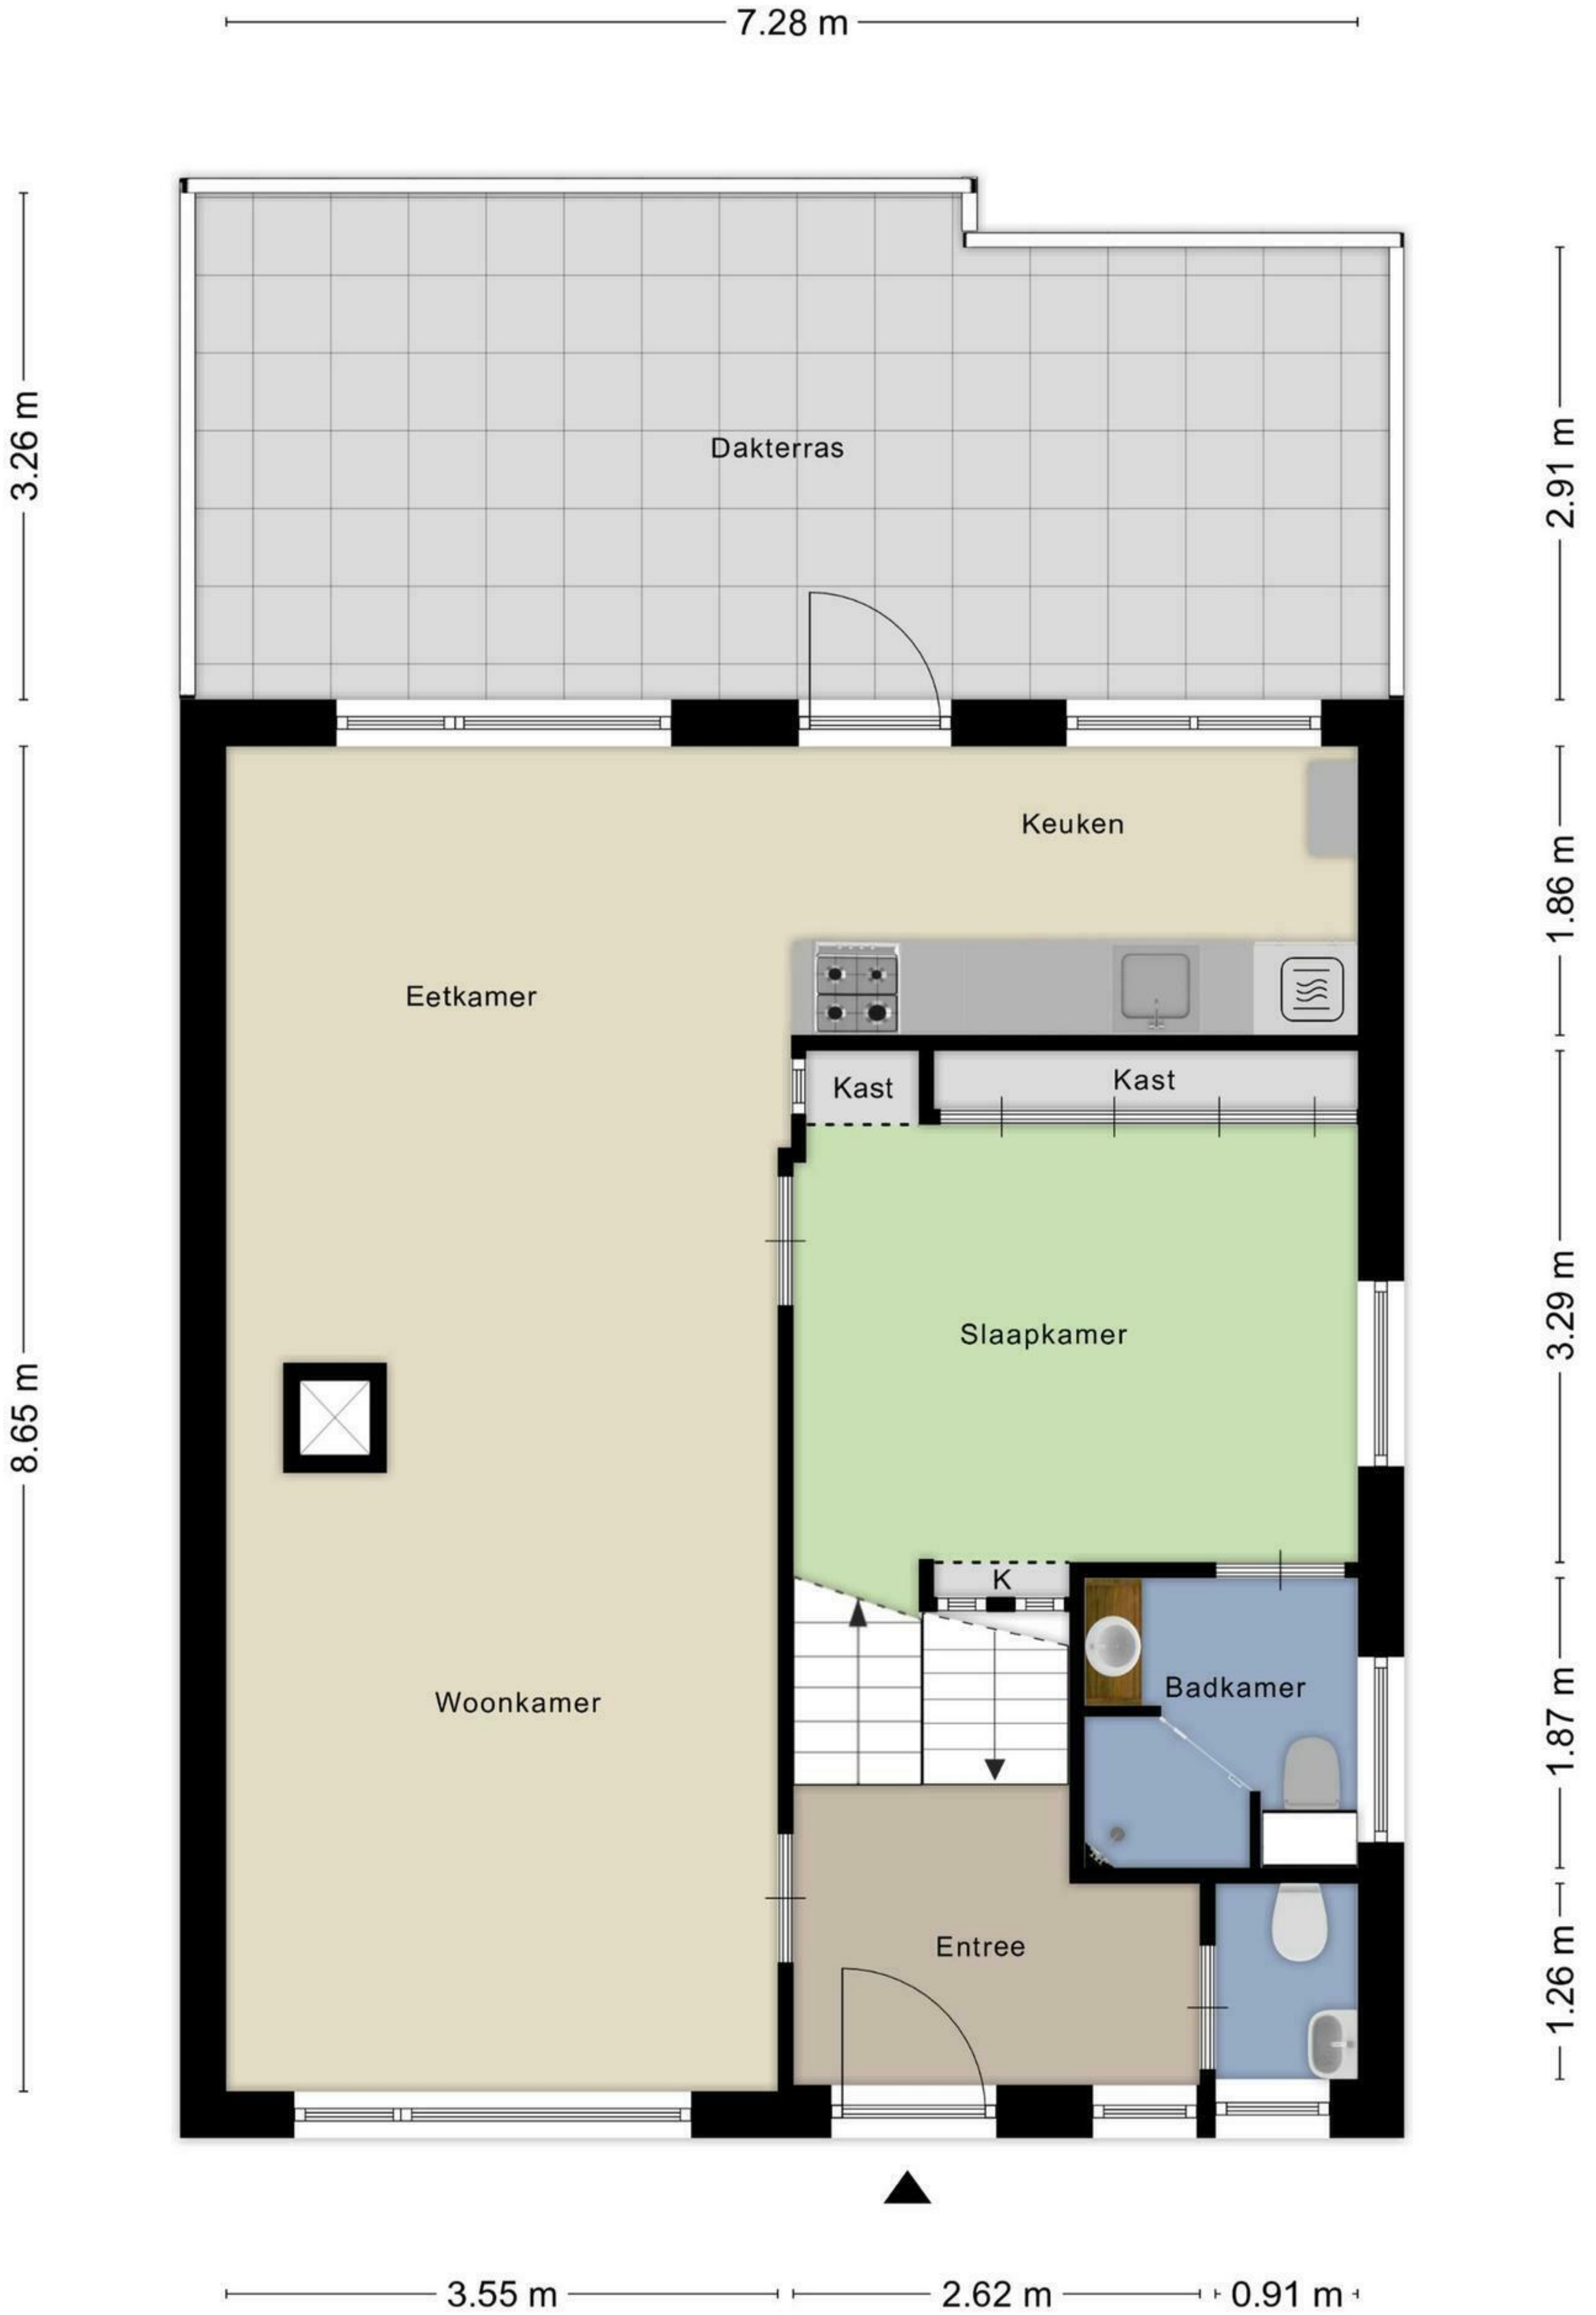 7.28 m
3.26 m
2.91 m
Dakterras
Keuken
1.86 m
Eetkamer
Kast
Kast
8.65 m
3.29 m
Slaapkamer
K
Badkamer
Woonkamer
1.87 m
Entree
1.26 m
3.55 m
2.62 m
0.91 m